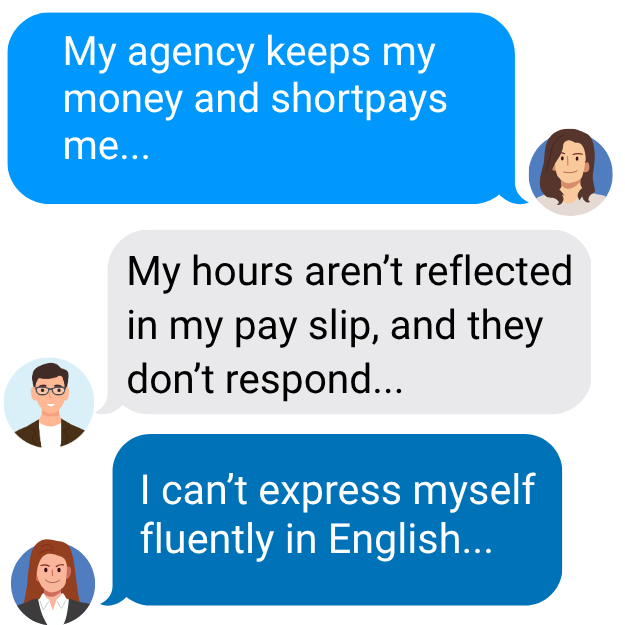 My agency keeps my
money and shortpays
me...
My hours aren’t reflected
in my pay slip, and they
don’t respond...
I can’t express myself
fluently in English...